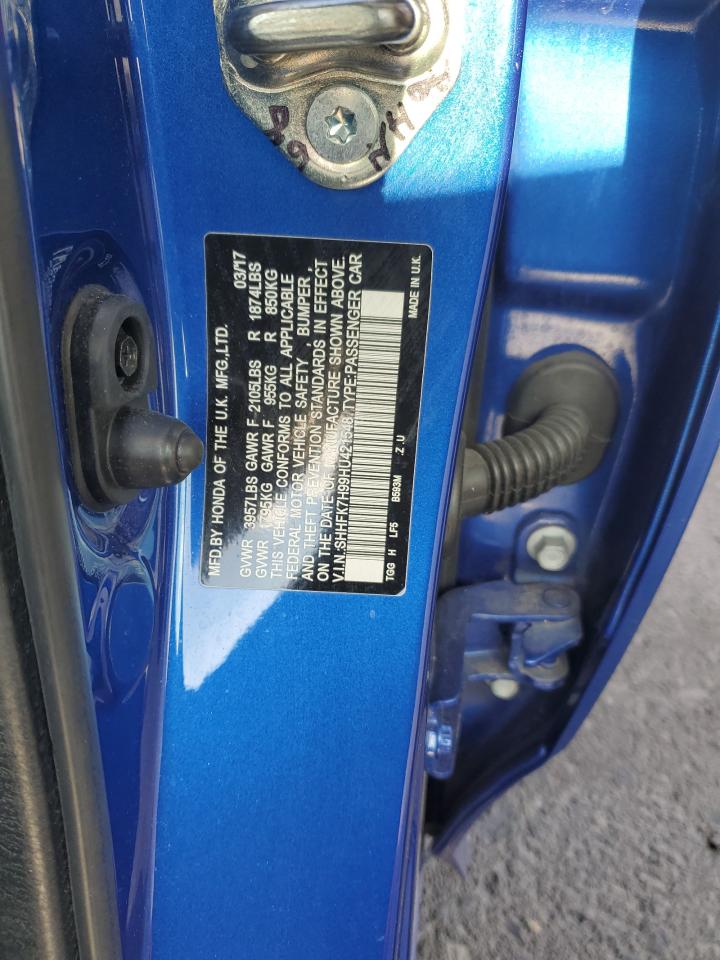 MFD.BY HONDA OF THE U.K. MFG.,LTD. 03/17
GVWR 3957LBS GAWR F 2105LBS R 1874LBS
GVWR 1795KG GAWR F 955KG R 850KG
THIS VEHICLE CONFORMS TO ALL APPLICABLE
FEDERAL MOTOR VEHICLE SAFETY , BUMPER,
AND THEFT PREVENTION STANDARDS IN EFFECT
ON THE DATE OF MANUFACTURE SHOWN ABOVE.
V.I.N.: TYPE:PASSENGER CAR
TGG H LF5 B593M .Z.U MADE IN U.K.